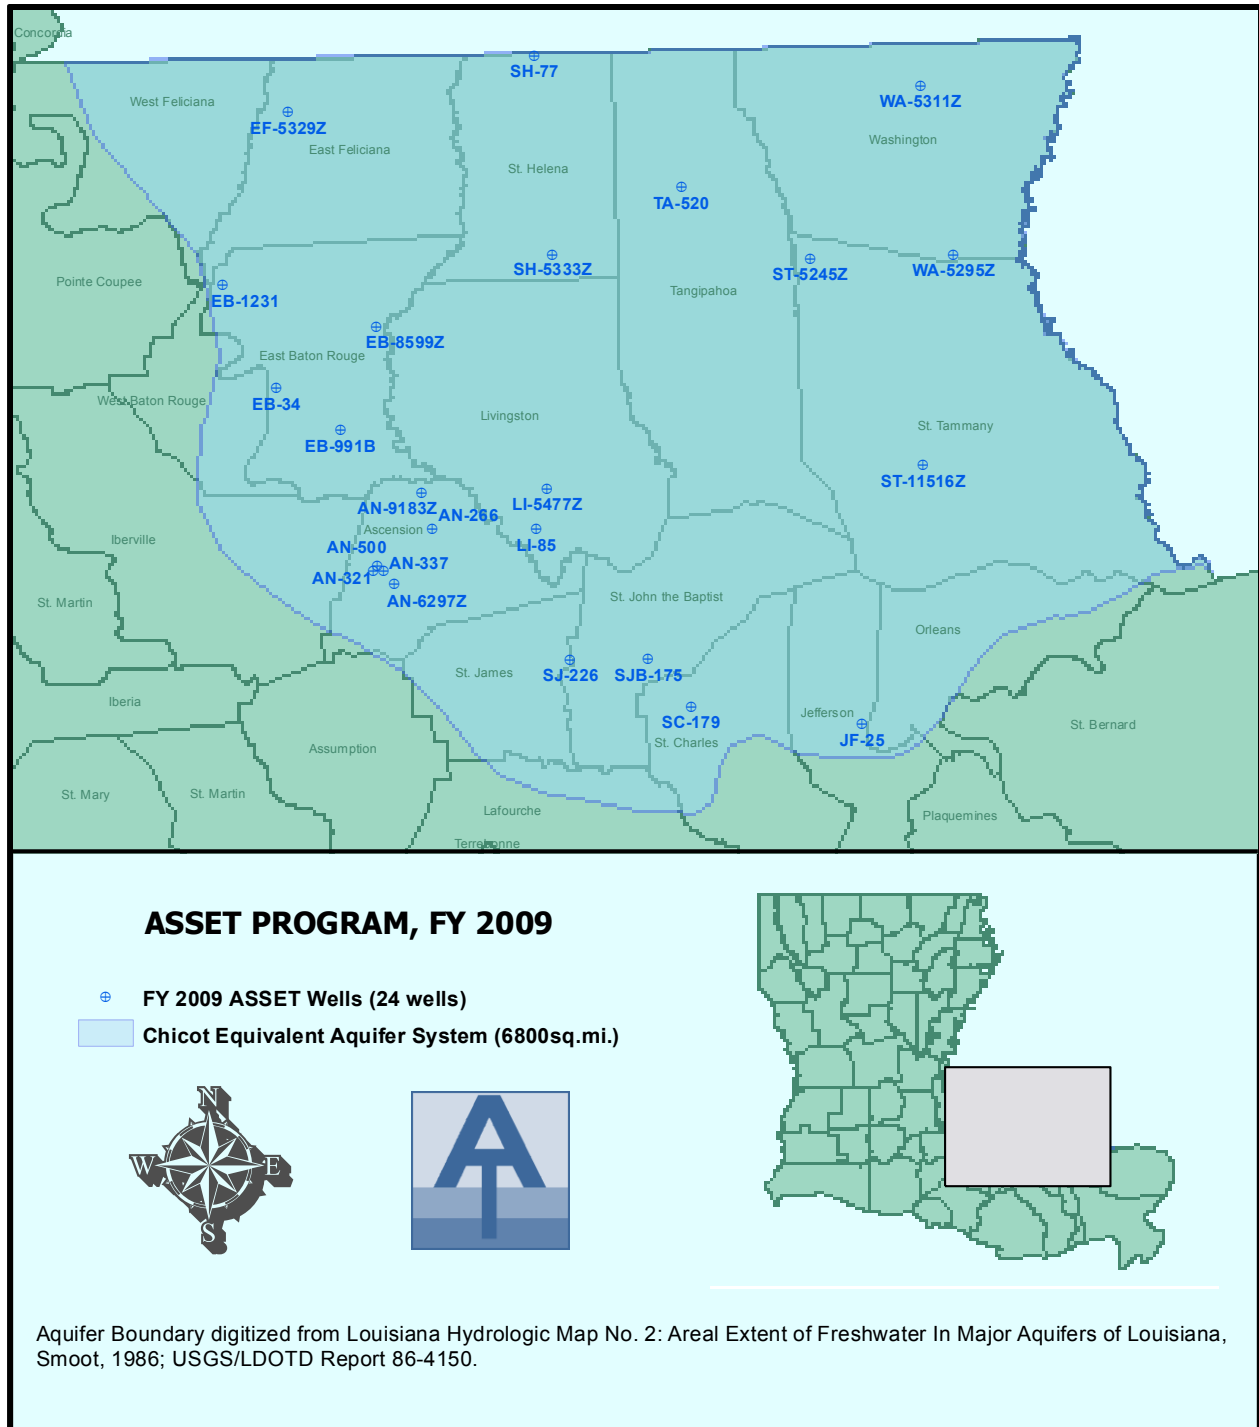 Concordia
SH-77
West Feliciana
WA-5311Z
EF-5329Z
East Feliciana
Washington
St. Helena
TA-520
SH-5333Z
ST-5245Z
WA-5295Z
Pointe Coupee
Tangipahoa
EB-1231
EB-8599Z
East Baton Rouge
West Baton Rouge
EB-34
Livingston
St. Tammany
EB-991B
ST-11516Z
LI-5477Z
AN-9183Z
AN-266
Ascension
Iberville
AN-500
LI-85
AN-337
AN-321
St. Martin
AN-6297Z
St. John the Baptist
Orleans
St. James
SJ-226
SJB-175
Iberia
SC-179
Jefferson
St. Bernard
JF-25
Assumption
St. Charles
St. Mary
St. Martin
Lafourche
Plaquemines
Terrebonne
ASSET PROGRAM, FY 2009
FY 2009 ASSET Wells (24 wells)
Chicot Equivalent Aquifer System (6800sq.mi.)
N
W
E
S
AT
Aquifer Boundary digitized from Louisiana Hydrologic Map No. 2: Areal Extent of Freshwater In Major Aquifers of Louisiana,
Smoot, 1986; USGS/LDOTD Report 86-4150.